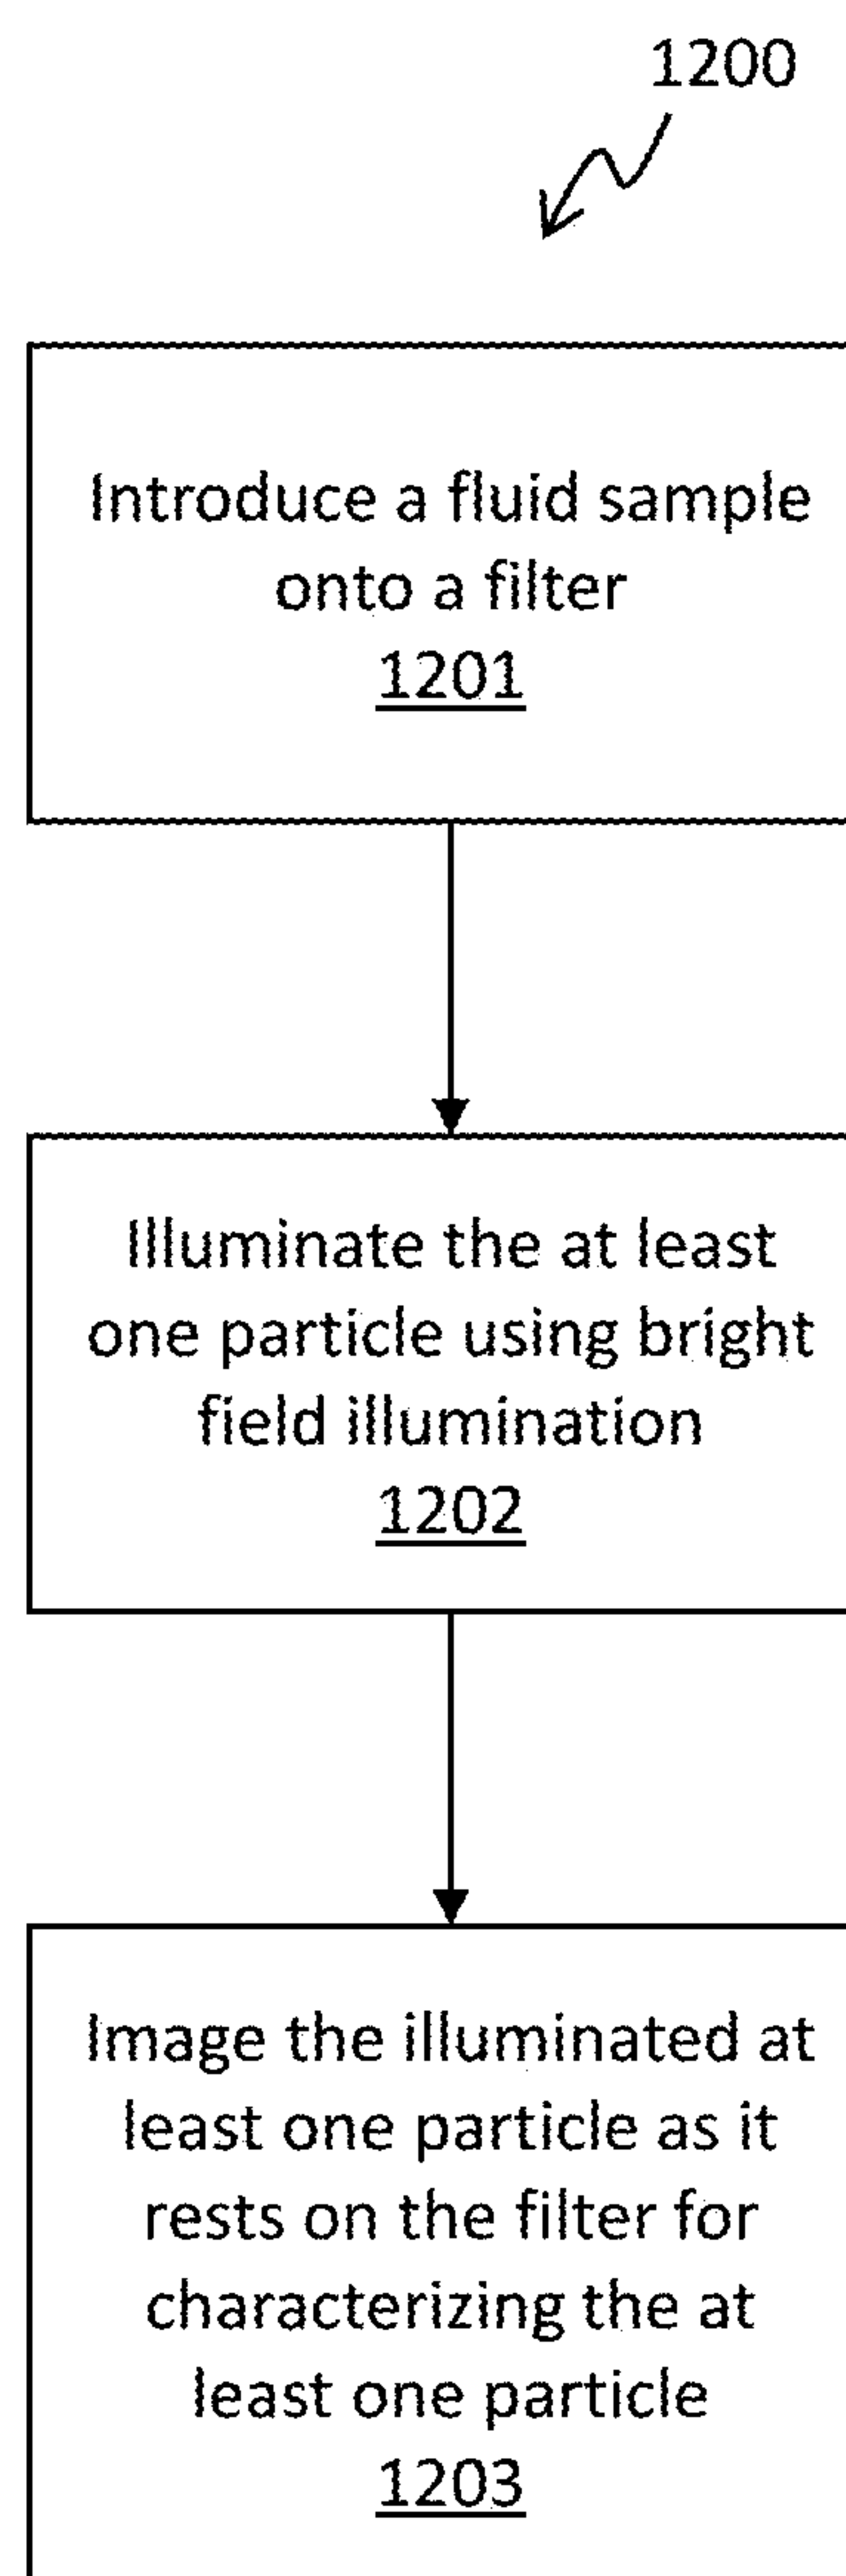 1200
Introduce a fluid sample
onto a filter
1201
Illuminate the at least
one particle using bright
field illumination
1202
Image the illuminated at
least one particle as it
rests on the filter for
characterizing the at
least one particle
1203